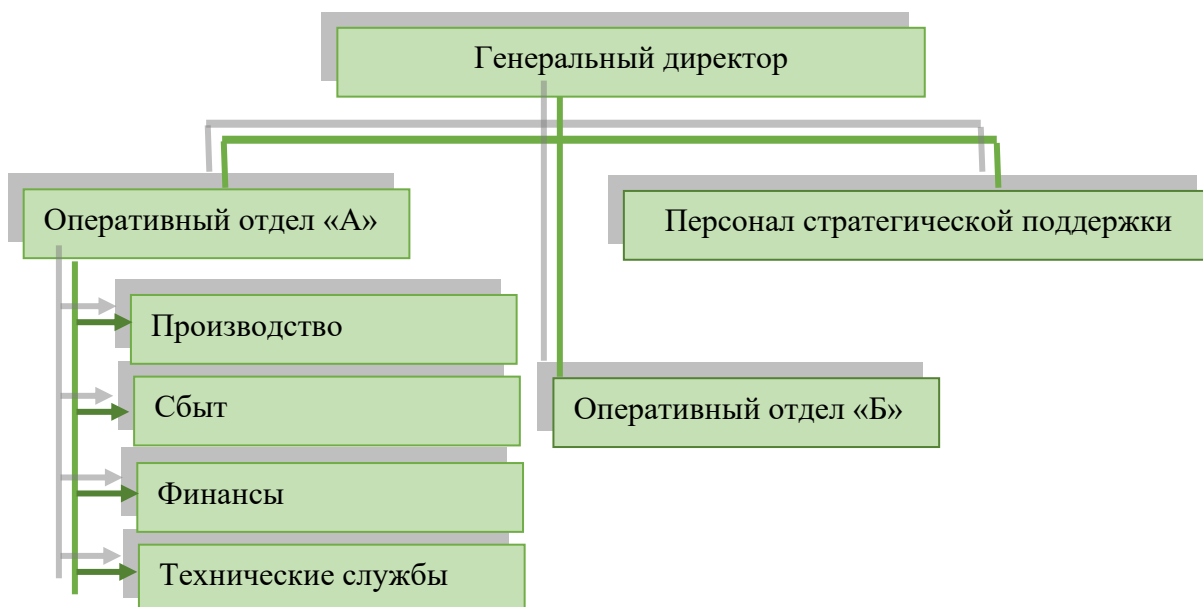 Генеральный директор
Оперативный отдел «А»
Персонал стратегической поддержки
Производство
Сбыт
Оперативный отдел «Б»
Финансы
Технические службы